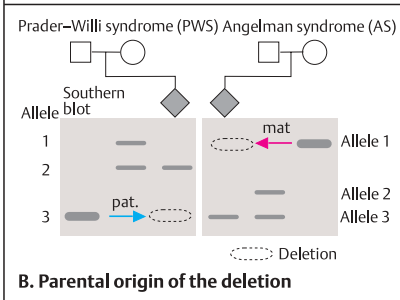 Prader–Willi syndrome (PWS) Angelman syndrome (AS)
Southern
blot
Allele
1
2
3
pat.
mat
Allele 1
Allele 2
Allele 3
Deletion
B. Parental origin of the deletion